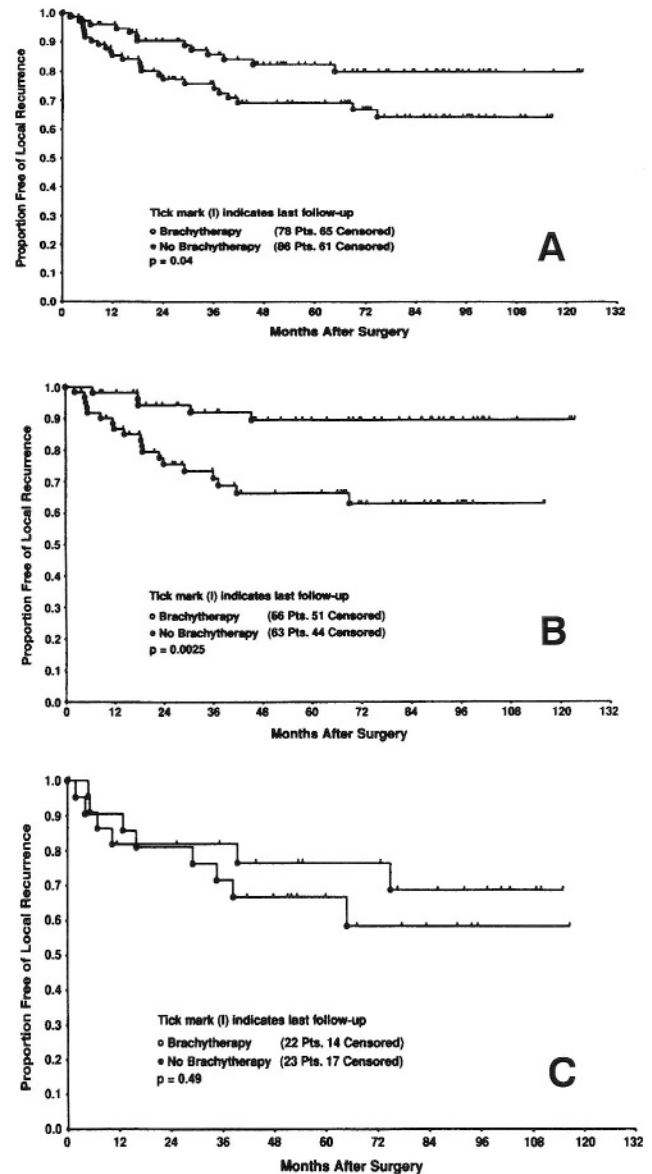 Proportion Free of Local Recurrence
1.0
0.9
0.8
0.7
0.6
0.5
0.4
0.3
0.2
0.1
0.0
Tick mark (I) indicates last follow-up
Brachytherapy (78 Pts. 65 Censored)
No Brachytherapy (86 Pts. 61 Censored)
p = 0.04
A
0 12 24 36 48 60 72 84 96 108 120 132
Months After Surgery
Proportion Free of Local Recurrence
1.0
0.9
0.8
0.7
0.6
0.5
0.4
0.3
0.2
0.1
0.0
Tick mark (I) indicates last follow-up
Brachytherapy (56 Pts. 51 Censored)
No Brachytherapy (63 Pts. 44 Censored)
p = 0.0025
B
0 12 24 36 48 60 72 84 96 108 120 132
Months After Surgery
Proportion Free of Local Recurrence
1.0
0.9
0.8
0.7
0.6
0.5
0.4
0.3
0.2
0.1
0.0
Tick mark (I) indicates last follow-up
Brachytherapy (22 Pts. 14 Censored)
No Brachytherapy (23 Pts. 17 Censored)
p = 0.49
C
0 12 24 36 48 60 72 84 96 108 120 132
Months After Surgery